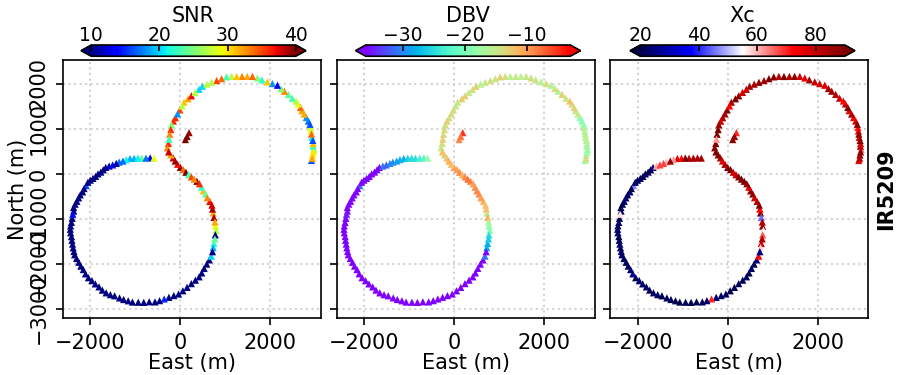 SNR DBV Xc
10 20 30 40 −30 −20 −10 20 40 60 80
North (m)
2000
1000
0
−1000
−2000
−3000
−2000 0 2000 −2000 0 2000 −2000 0 2000
East (m) East (m) East (m)
IR5209